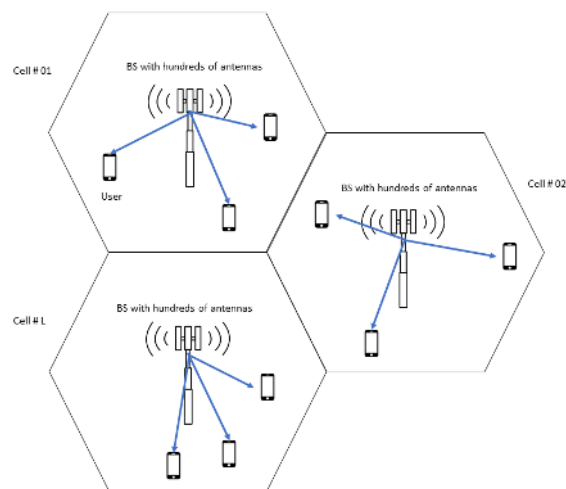 Cell # 01
BS with hundreds of antennas
User
BS with hundreds of antennas
Cell # 02
BS with hundreds of antennas
Cell # L